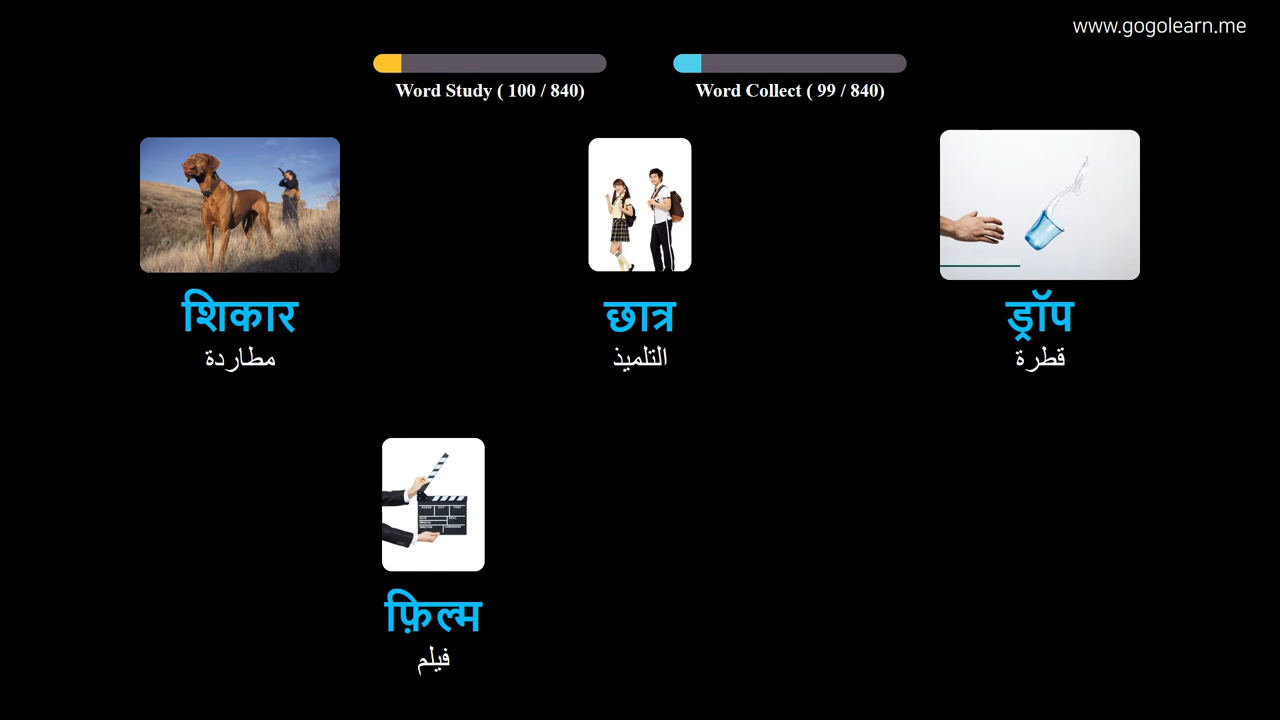 www.gogolearn.me
Word Study ( 100 / 840)
Word Collect ( 99 / 840)
शिकार
مطاردة
छात्र
التلميذ
ड्रॉप
قطرة
फ़िल्म
فيلم